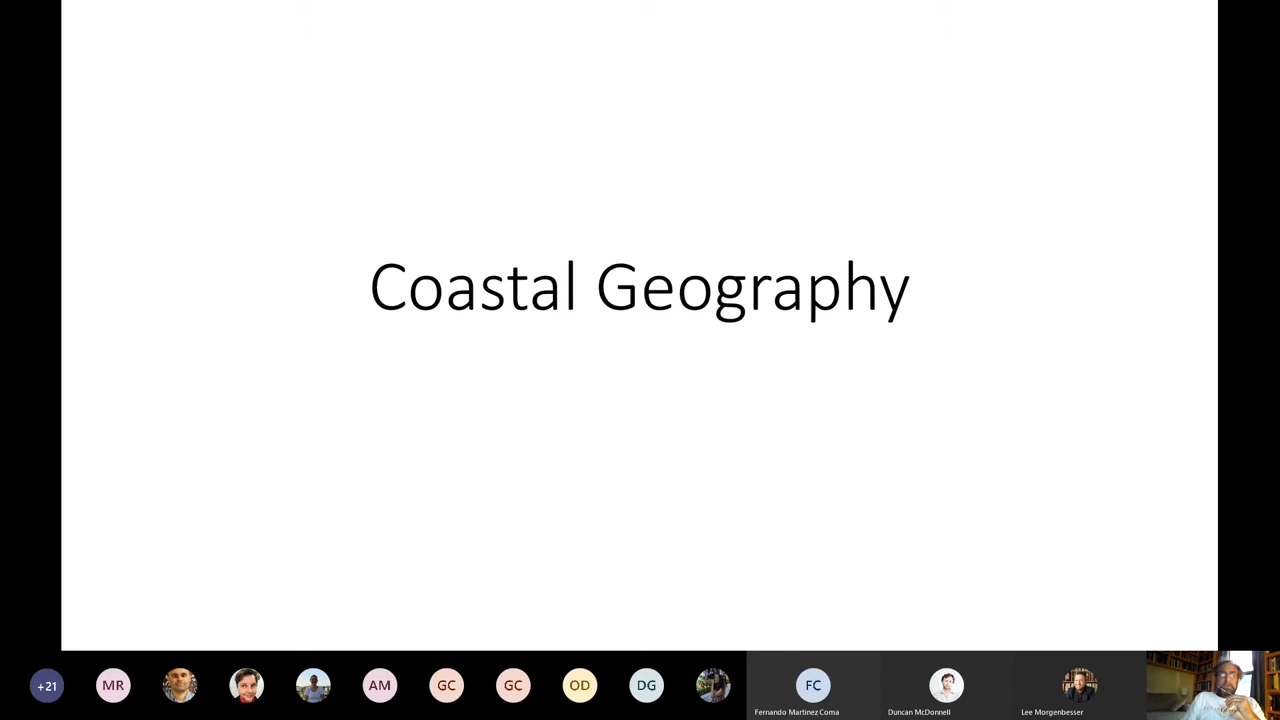 Coastal Geography
+21
MR
AM
GC
GC
OD
DG
FC
Fernando Martinez Coma
Duncan McDonnell
Lee Morgenbesser